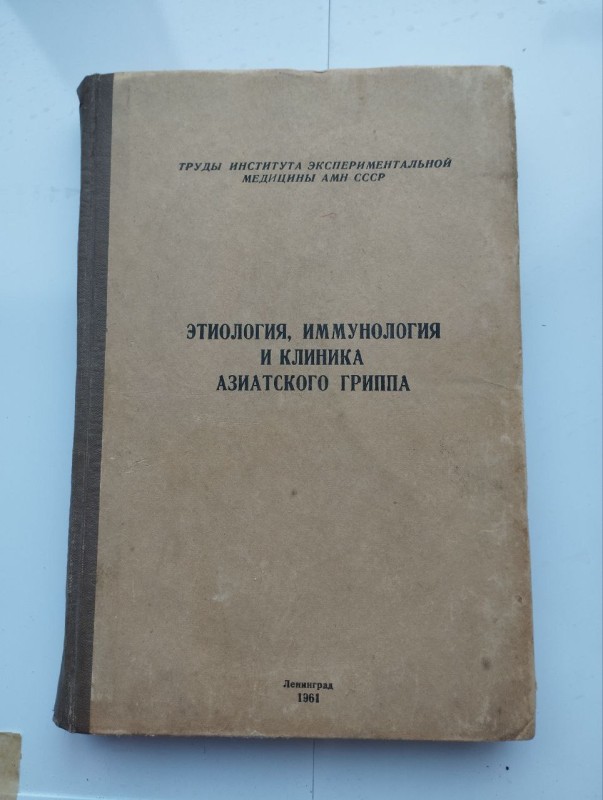 ТРУДЫ ИНСТИТУТА ЭКСПЕРИМЕНТАЛЬНОЙ
МЕДИЦИНЫ АМН СССР
ЭТИОЛОГИЯ, ИММУНОЛОГИЯ
И КЛИНИКА
АЗИАТСКОГО ГРИППА
Ленинград
1961